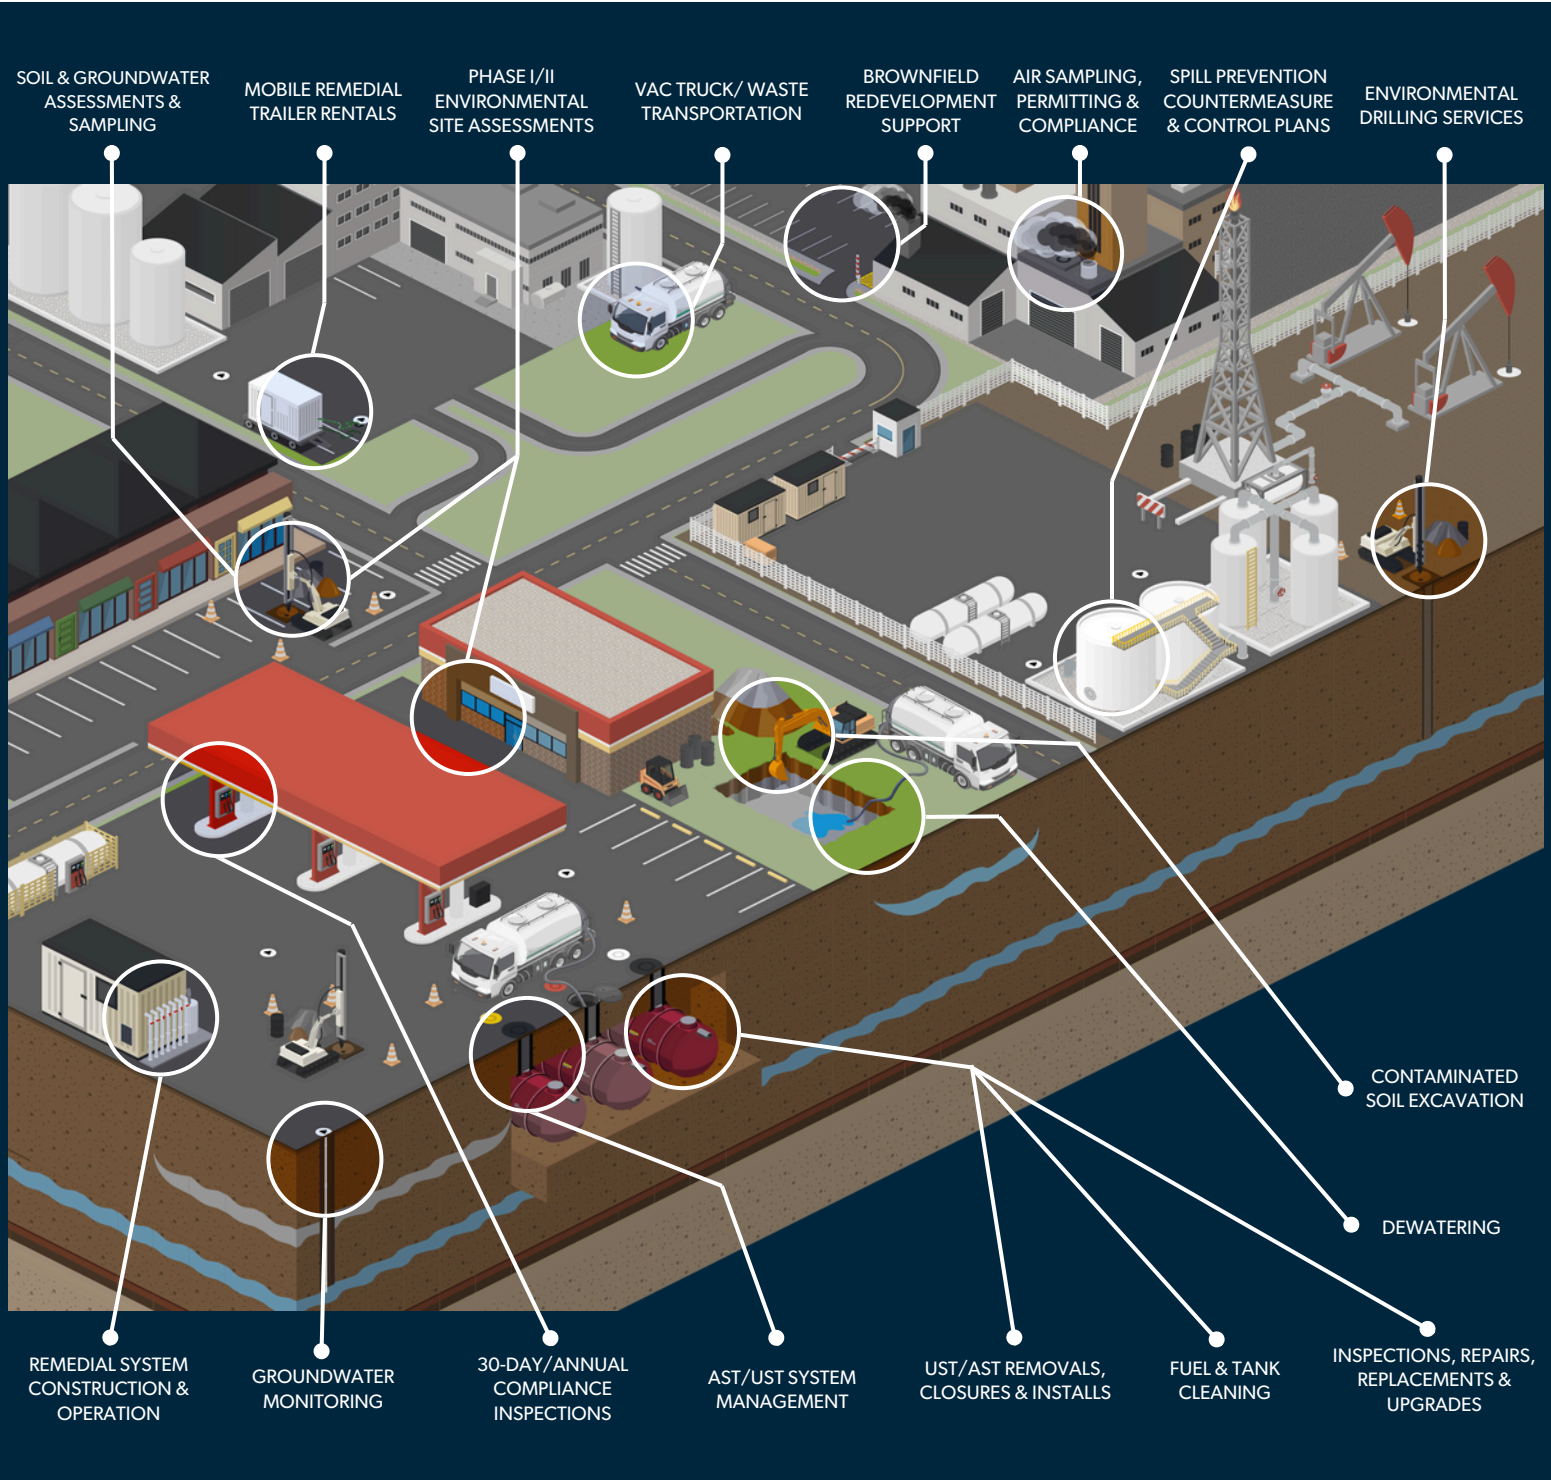 SOIL & GROUNDWATER
ASSESSMENTS &
SAMPLING
MOBILE REMEDIAL
TRAILER RENTALS
PHASE I/II
ENVIRONMENTAL
SITE ASSESSMENTS
VAC TRUCK/ WASTE
TRANSPORTATION
BROWNFIELD
REDEVELOPMENT
SUPPORT
AIR SAMPLING,
PERMITTING &
COMPLIANCE
SPILL PREVENTION
COUNTERMEASURE
& CONTROL PLANS
ENVIRONMENTAL
DRILLING SERVICES
CONTAMINATED
SOIL EXCAVATION
DEWATERING
REMEDIAL SYSTEM
CONSTRUCTION &
OPERATION
GROUNDWATER
MONITORING
30-DAY/ANNUAL
COMPLIANCE
INSPECTIONS
AST/UST SYSTEM
MANAGEMENT
UST/AST REMOVALS,
CLOSURES & INSTALLS
FUEL & TANK
CLEANING
INSPECTIONS, REPAIRS,
REPLACEMENTS &
UPGRADES